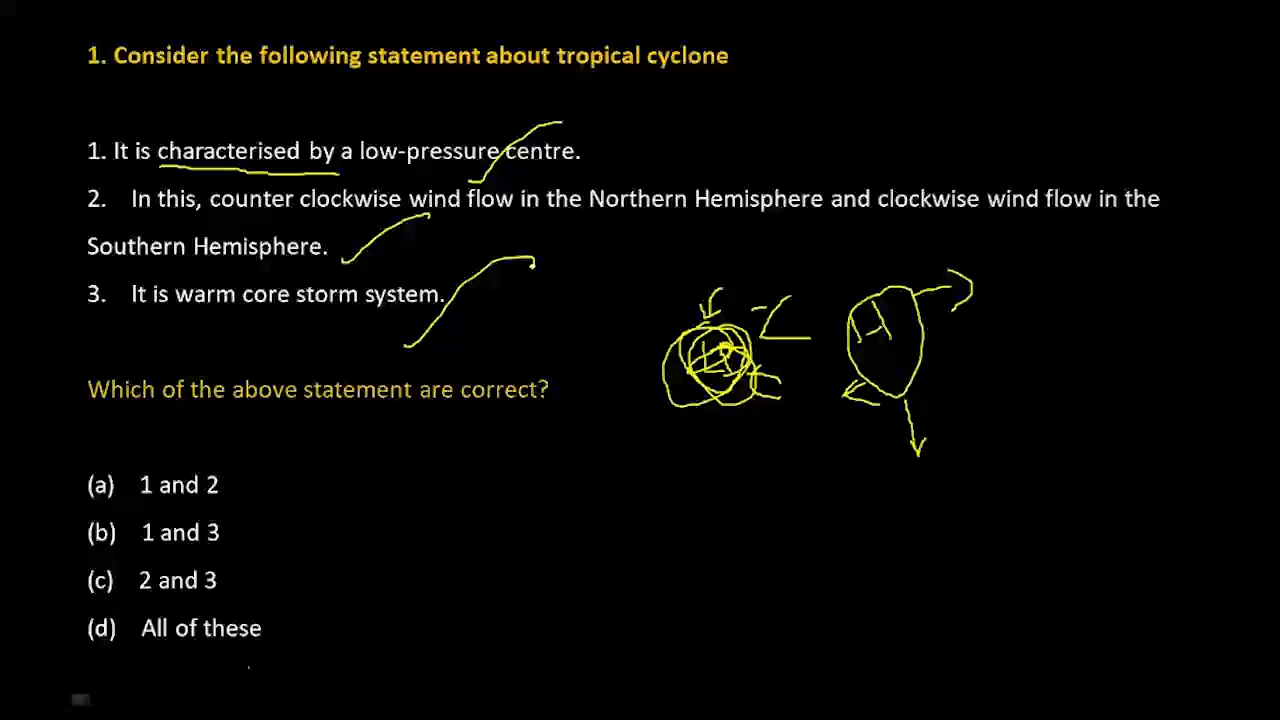 1. Consider the following statement about tropical cyclone
1. It is characterised by a low-pressure centre.
2. In this, counter clockwise wind flow in the Northern Hemisphere and clockwise wind flow in the
Southern Hemisphere.
3. It is warm core storm system.
H
Which of the above statement are correct?
(a) 1 and 2
(b) 1 and 3
(c) 2 and 3
(d) All of these